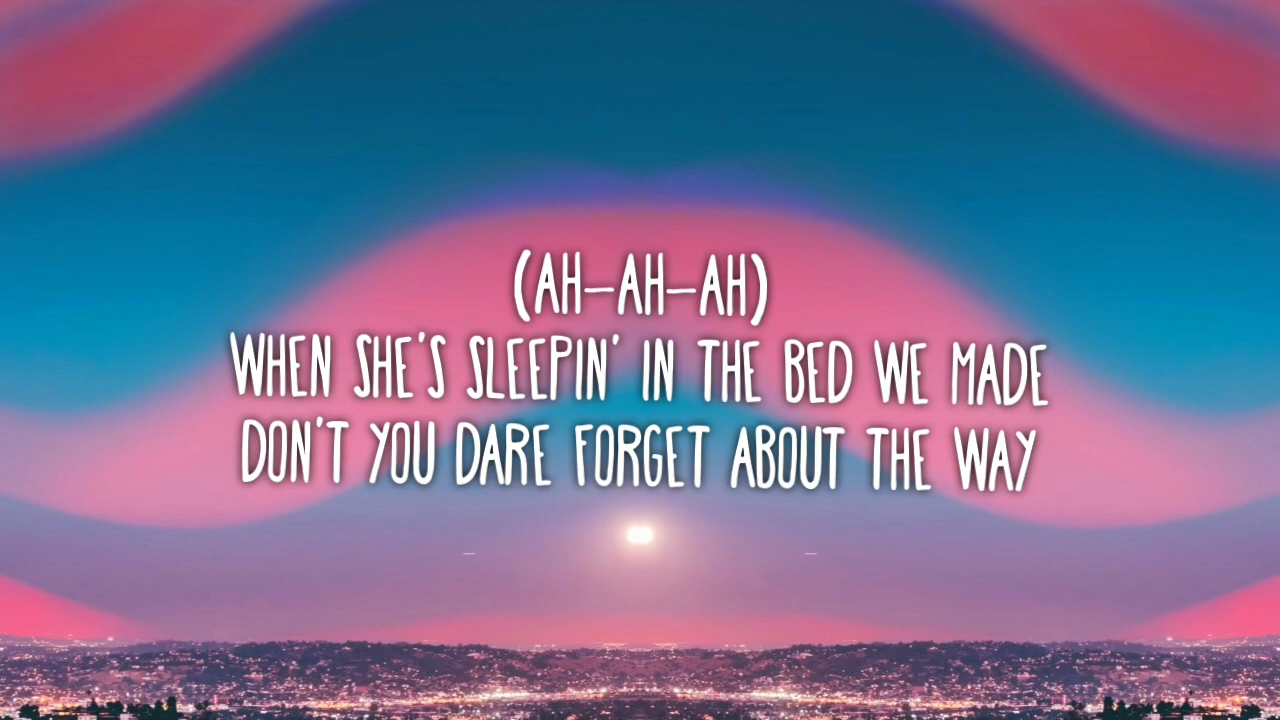 (AH-AH-AH)
WHEN SHE'S SLEEPIN' IN THE BED WE MADE
DON'T YOU DARE FORGET ABOUT THE WAY